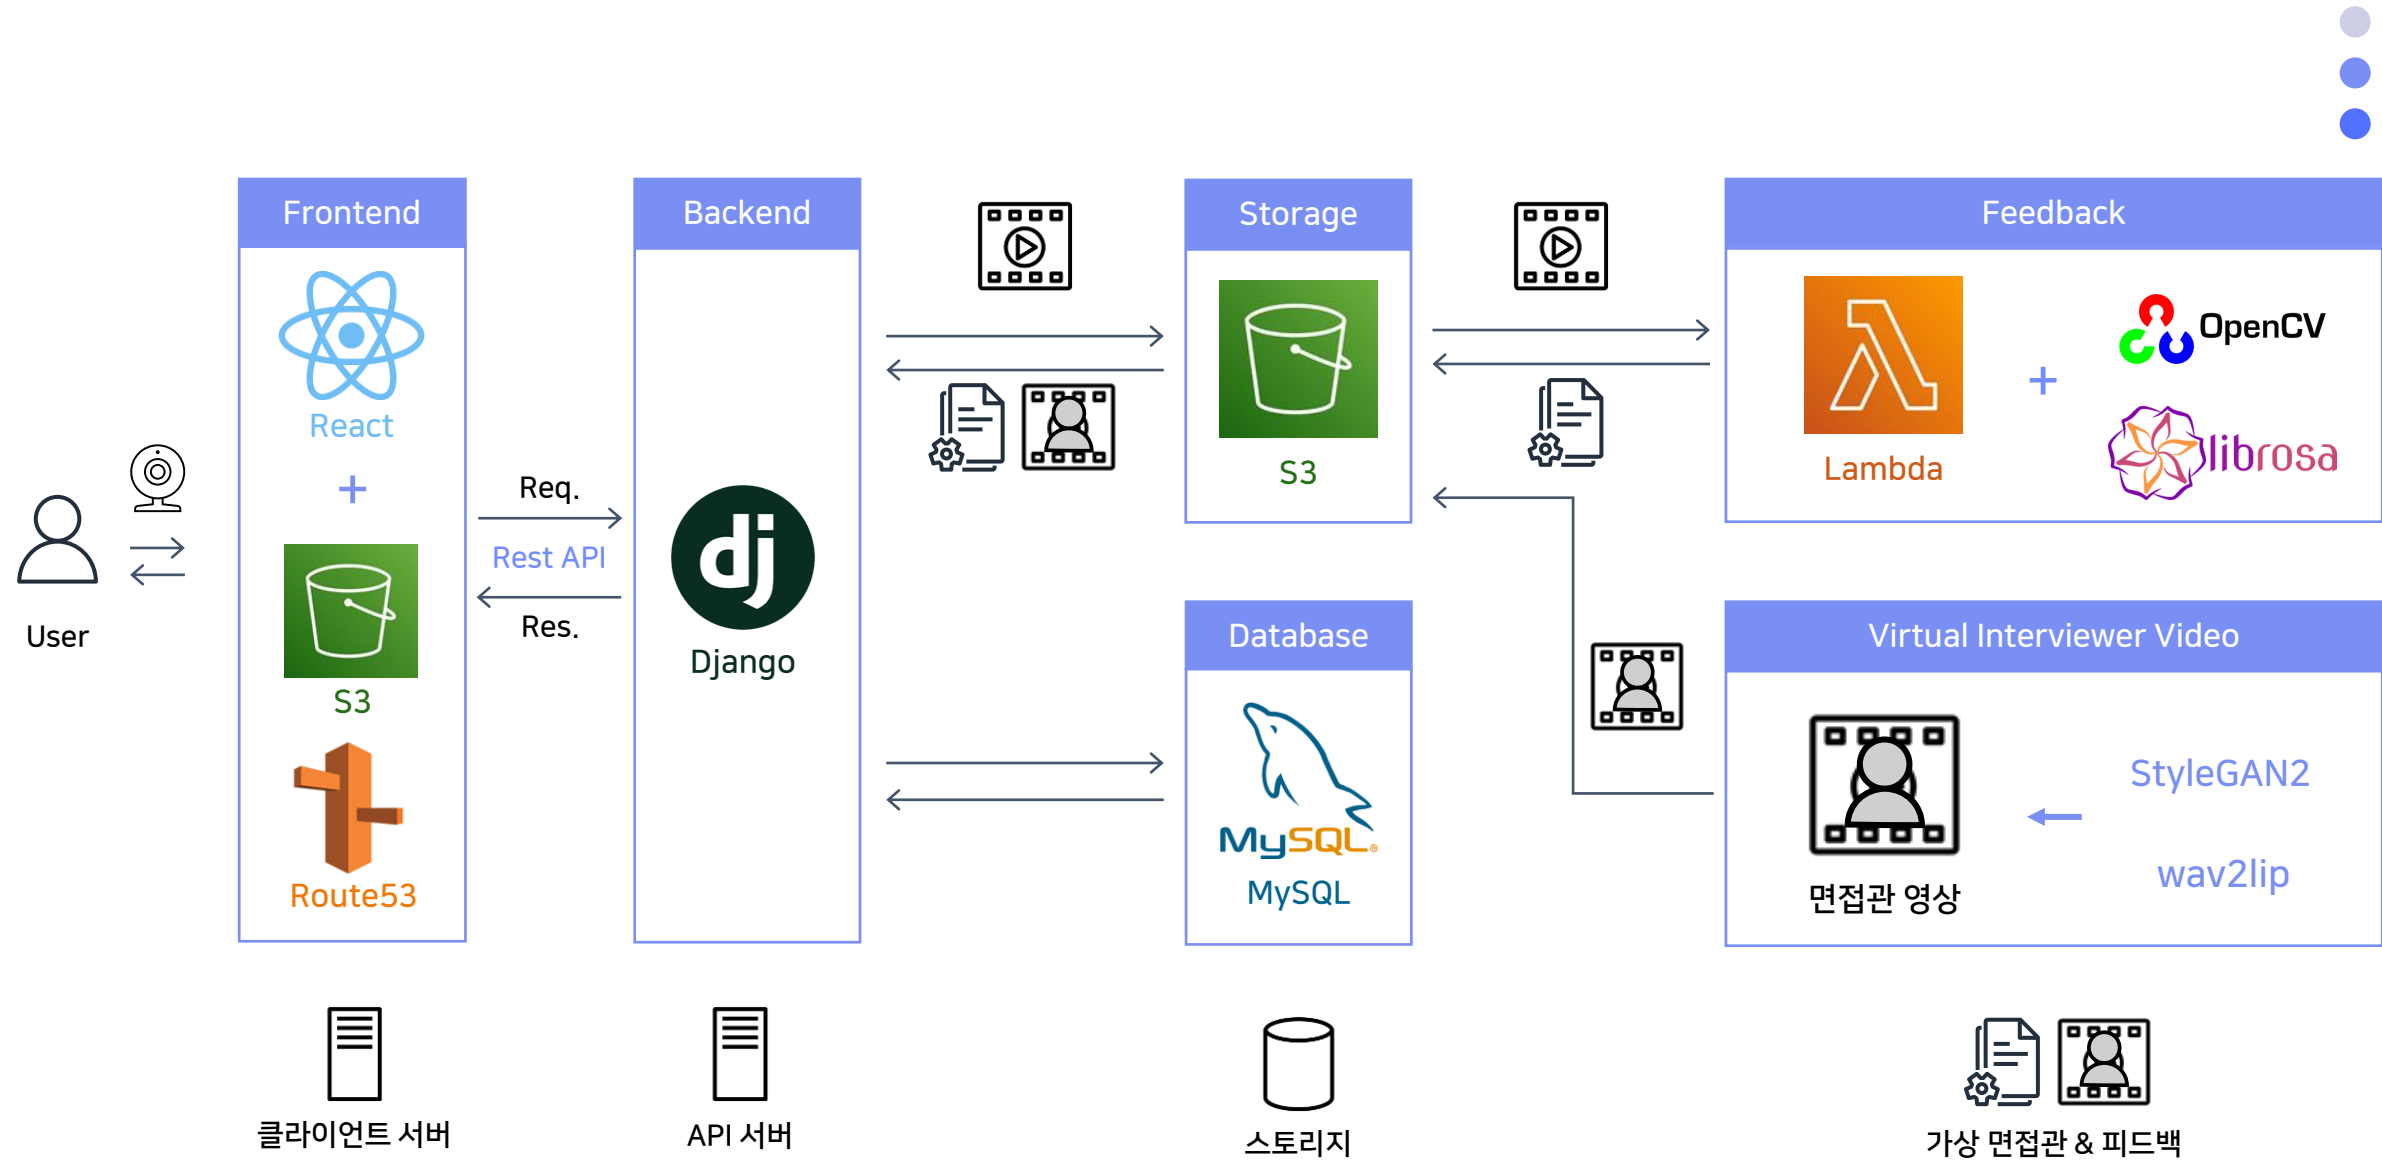 Frontend
React
+
S3
Route53
User
Req.
Rest API
Res.
Backend
dj
Django
Storage
S3
Database
MySQL®
MySQL
Feedback
Lambda
+
OpenCV
librosa
Virtual Interviewer Video
면접관 영상
StyleGAN2
wav2lip
클라이언트 서버
API 서버
스토리지
가상 면접관 & 피드백